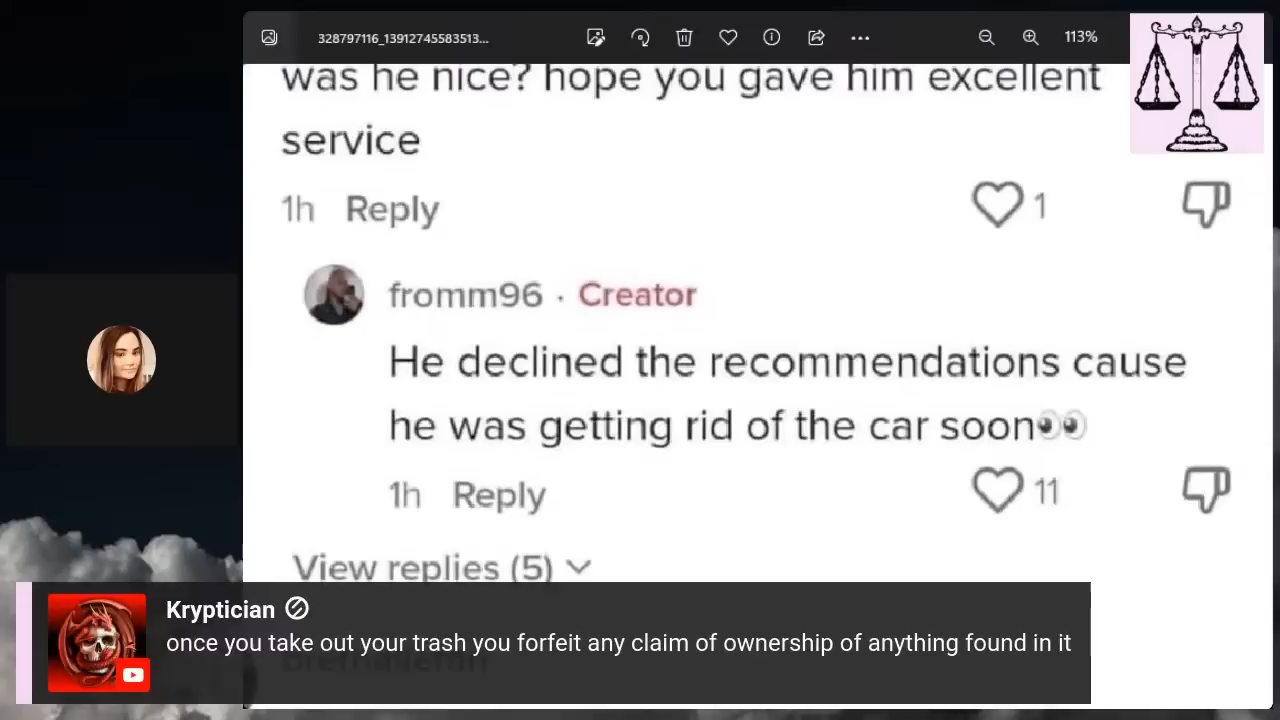 328797116_13912745583513...
113%
was he nice? hope you gave him excellent
service
1h Reply
1
fromm96 · Creator
He declined the recommendations cause
he was getting rid of the car soon👀
1h Reply
11
View replies (5)
Kryptician
once you take out your trash you forfeit any claim of ownership of anything found in it